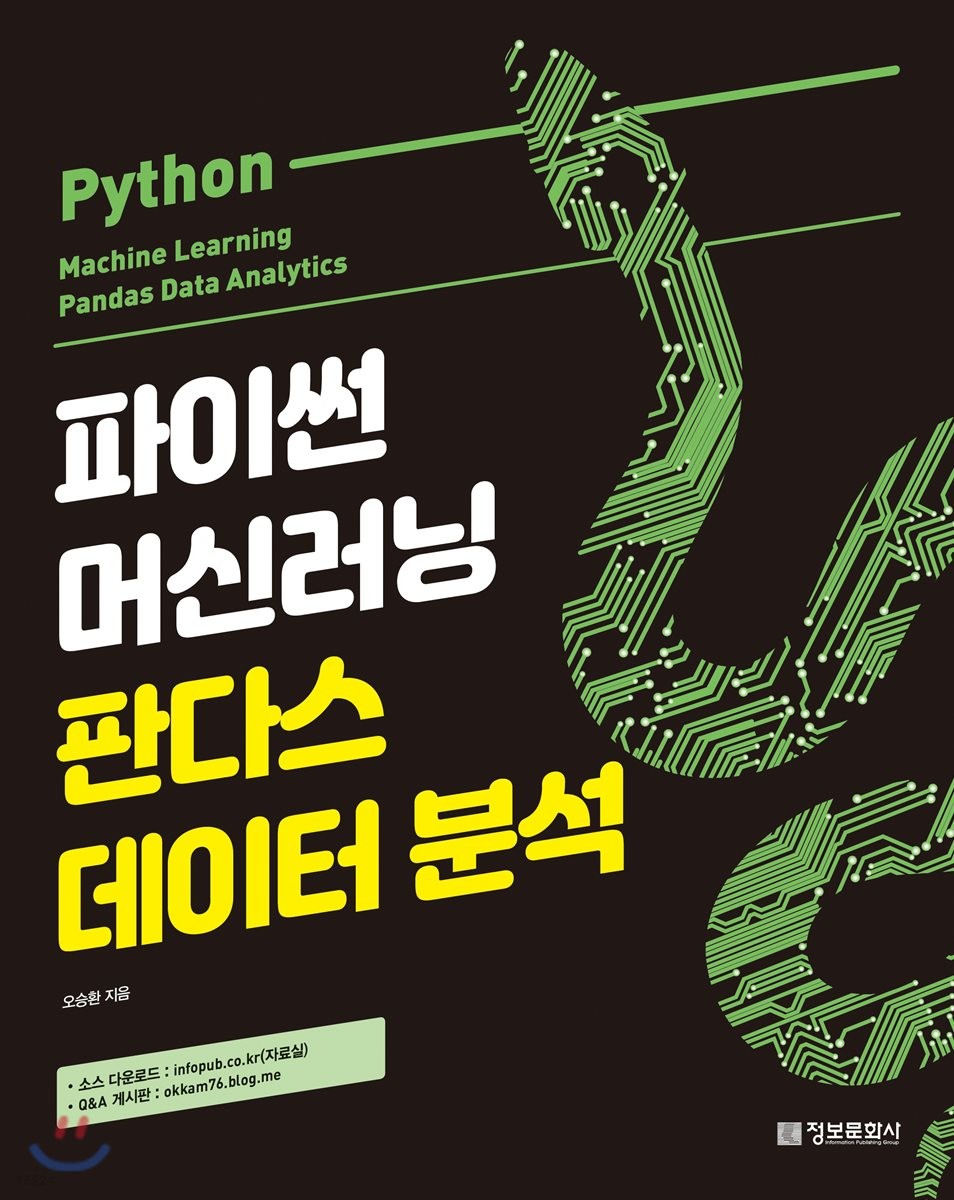 Python
Machine Learning
Pandas Data Analytics
파이썬
머신러닝
판다스
데이터 분석
오승환 지음
• 소스 다운로드 : infopub.co.kr(자료실)
• Q&A 게시판 : okkam76.blog.me
정보문화사
Information Publishing Group